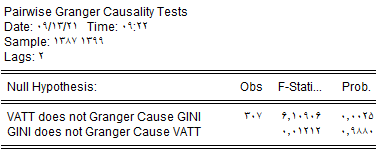 Pairwise Granger Causality Tests
Date: ۰۹/۱۳/۲۱ Time: ۰۹:۲۲
Sample: ۱۳۸۷ ۱۳۹۹
Lags: ۲
Null Hypothesis: Obs F-Stati... Prob.
VATT does not Granger Cause GINI ۳۰۷ ۶,۱۰۹۰۶ ۰,۰۰۲۵
GINI does not Granger Cause VATT ۰,۰۱۲۱۲ ۰,۹۸۸۰